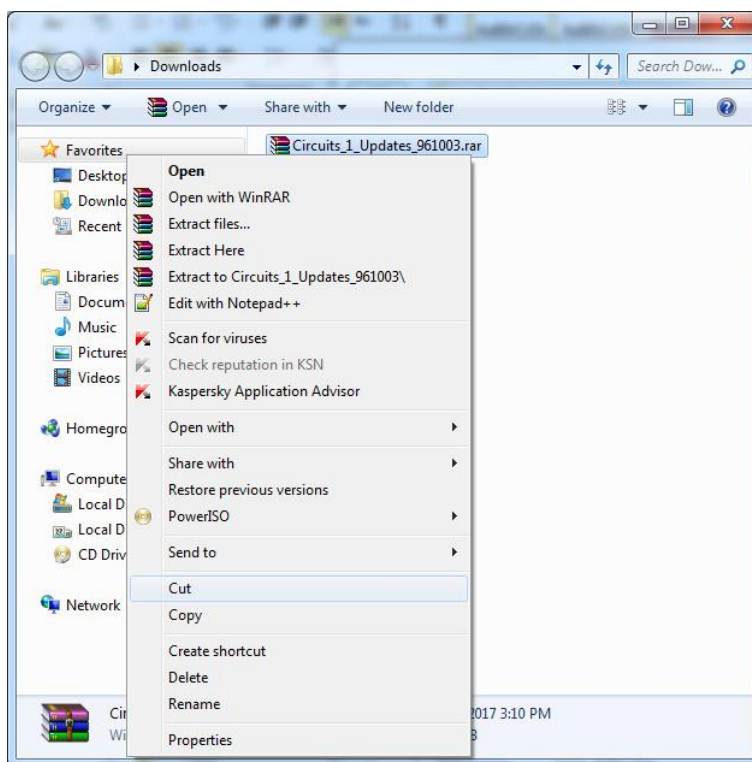 Downloads
Search Dow...
Organize
Open
Share with
New folder
Favorites
Circuits_1_Updates_961003.rar
Desktop
Downlo
Recent
Libraries
Docum
Music
Pictures
Videos
Homegro
Compute
Local D
Local D
CD Driv
Network
Open
Open with WinRAR
Extract files...
Extract Here
Extract to Circuits_1_Updates_961003\
Edit with Notepad++
Scan for viruses
Check reputation in KSN
Kaspersky Application Advisor
Open with
Share with
Restore previous versions
PowerISO
Send to
Cut
Copy
Create shortcut
Delete
Rename
Properties
Cir
2017 3:10 PM
Wi